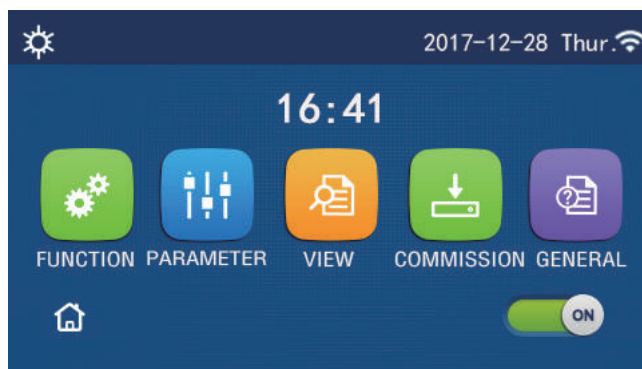 2017-12-28 Thur.
16:41
FUNCTION PARAMETER VIEW COMMISSION GENERAL
ON